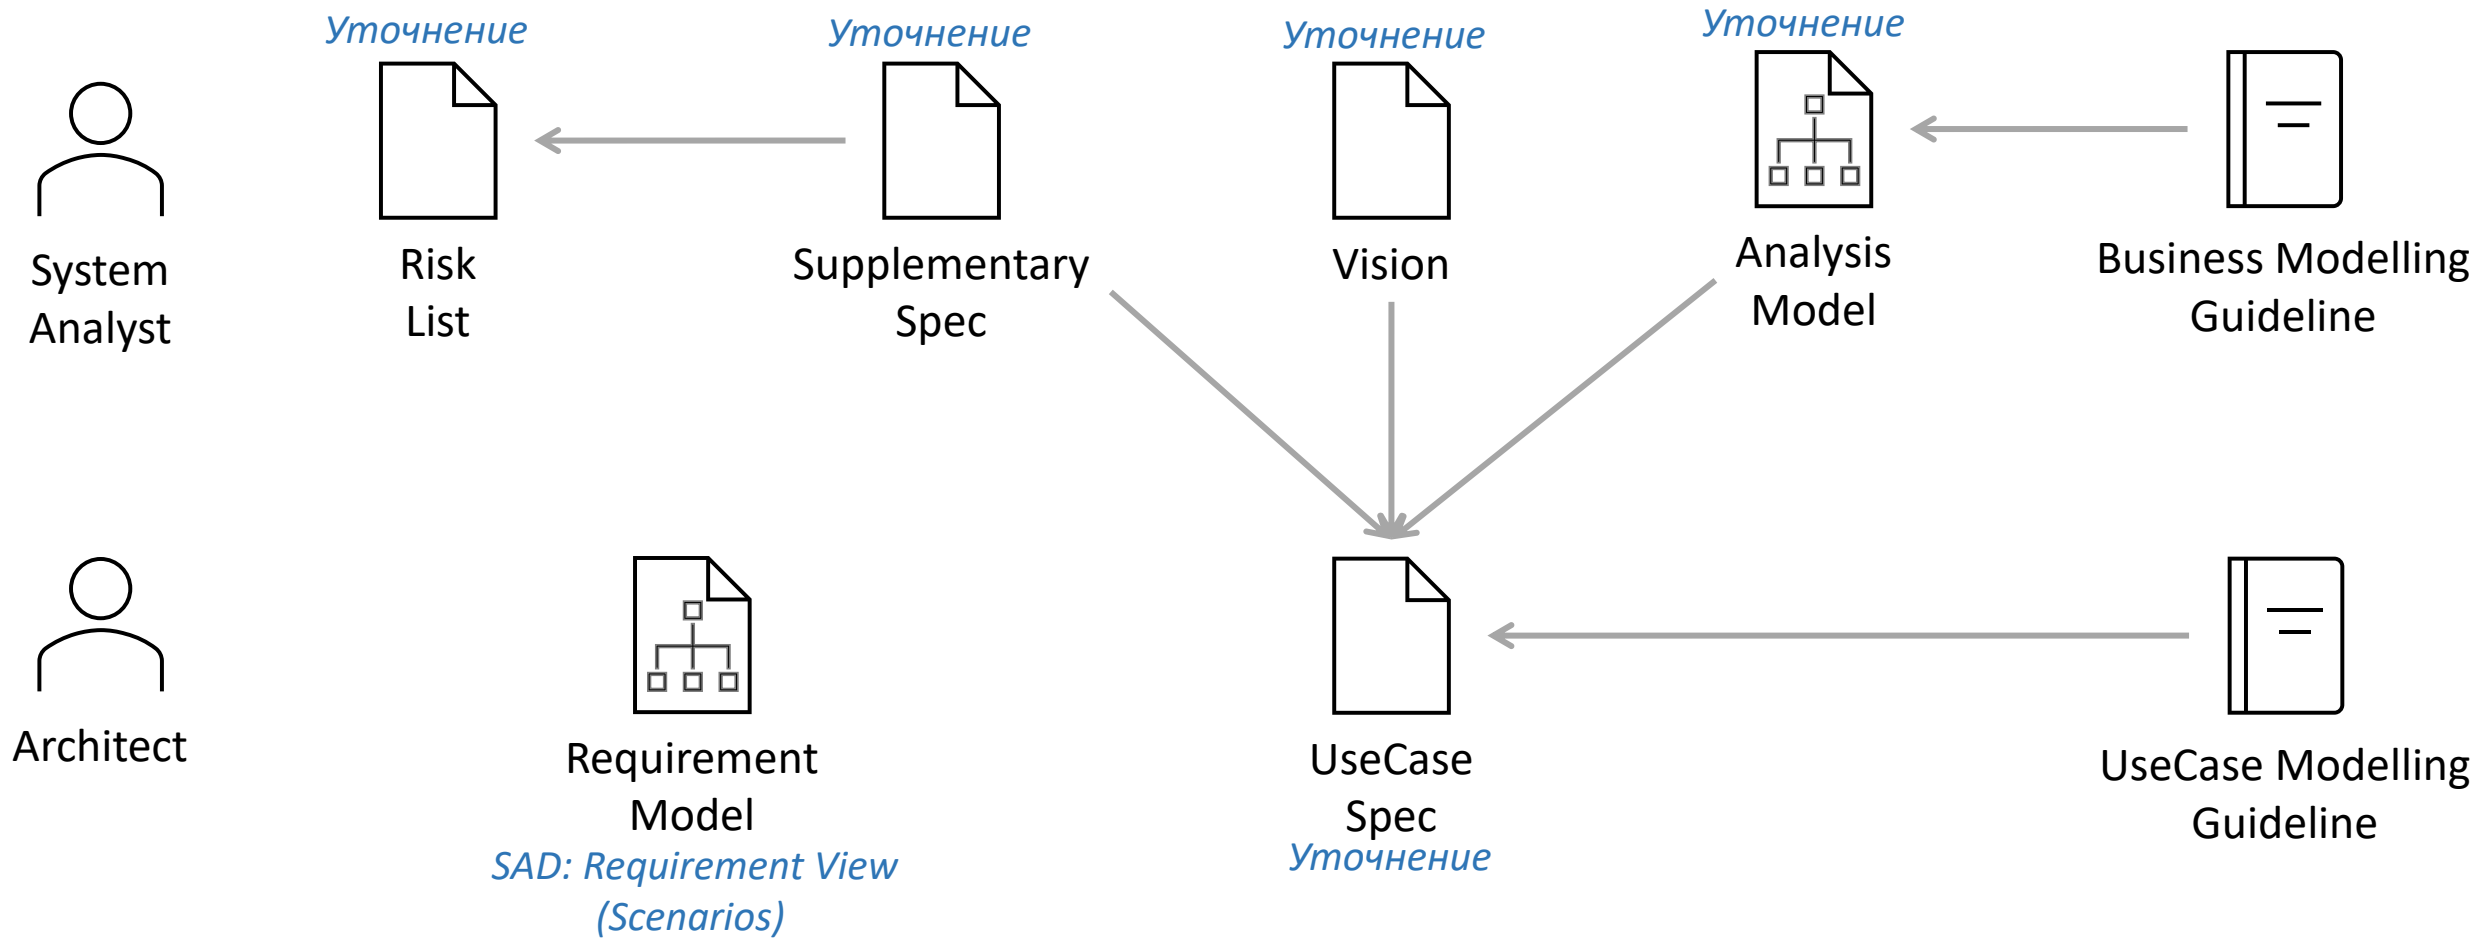 Уточнение
Уточнение
Уточнение
Уточнение
System
Analyst
Risk
List
Supplementary
Spec
Vision
Analysis
Model
Business Modelling
Guideline
Architect
Requirement
Model
SAD: Requirement View
(Scenarios)
UseCase
Spec
Уточнение
UseCase Modelling
Guideline